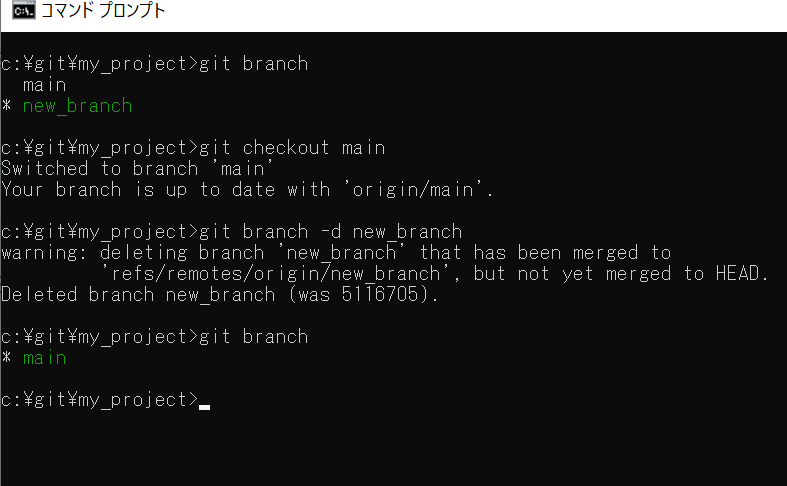 コマンド プロンプト
c:¥git¥my_project>git branch
  main
* new_branch
c:¥git¥my_project>git checkout main
Switched to branch 'main'
Your branch is up to date with 'origin/main'.
c:¥git¥my_project>git branch -d new_branch
warning: deleting branch 'new_branch' that has been merged to
         'refs/remotes/origin/new_branch', but not yet merged to HEAD.
Deleted branch new_branch (was 5116705).
c:¥git¥my_project>git branch
* main
c:¥git¥my_project>